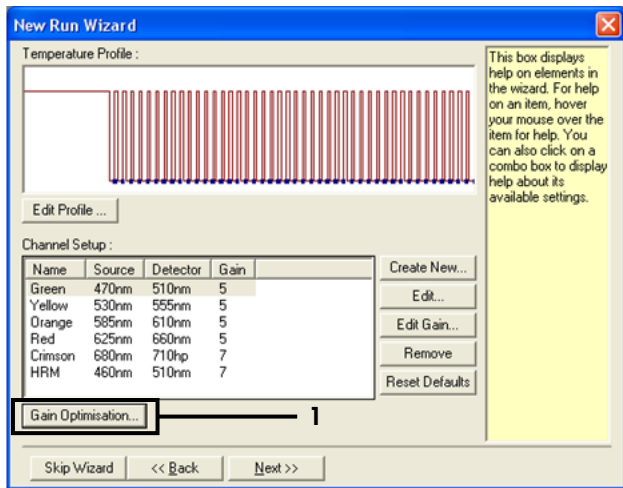 New Run Wizard
Temperature Profile :
Edit Profile ...
Channel Setup :
Name Source Detector Gain
Green 470nm 510nm 5
Yellow 530nm 555nm 5
Orange 585nm 610nm 5
Red 625nm 660nm 5
Crimson 680nm 710hp 7
HRM 460nm 510nm 7
Create New...
Edit...
Edit Gain...
Remove
Reset Defaults
Gain Optimisation...
1
Skip Wizard
<< Back
Next >>
This box displays
help on elements in
the wizard. For help
on an item, hover
your mouse over the
item for help. You
can also click on a
combo box to display
help about its
available settings.